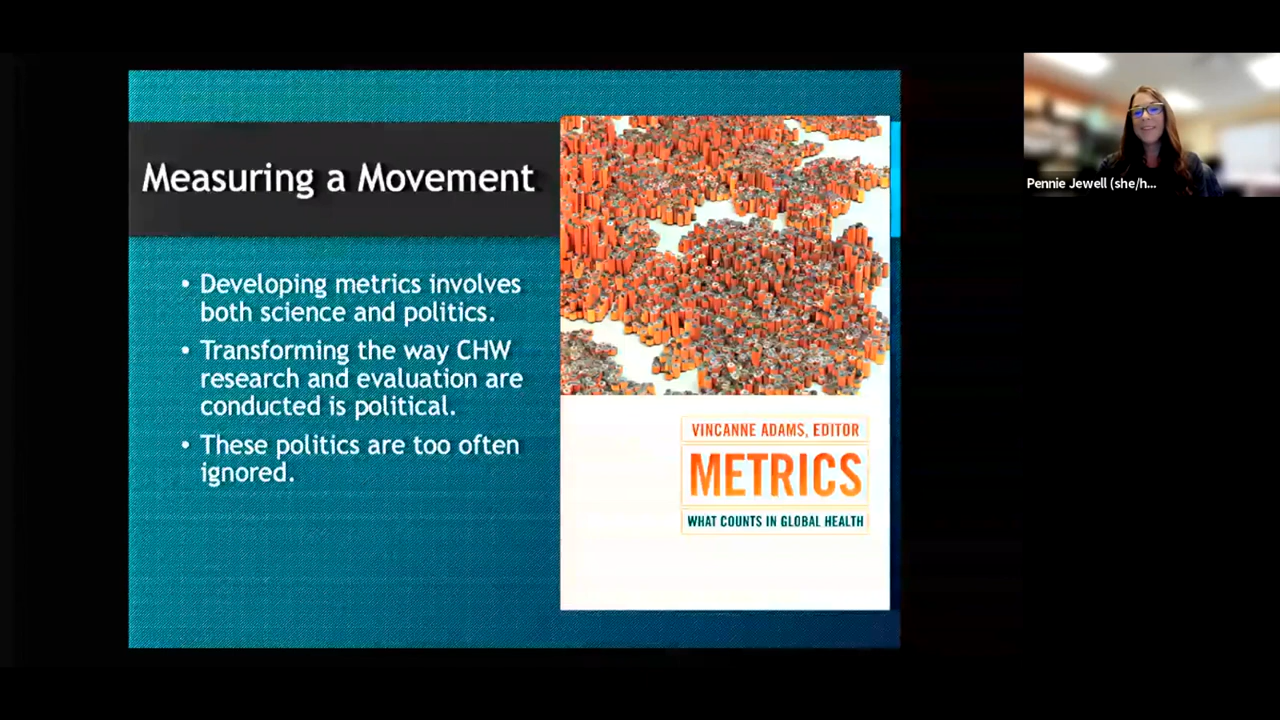 Measuring a Movement
• Developing metrics involves
both science and politics.
• Transforming the way CHW
research and evaluation are
conducted is political.
• These politics are too often
ignored.
VINCANNE ADAMS, EDITOR
METRICS
WHAT COUNTS IN GLOBAL HEALTH
Pennie Jewell (she/h...